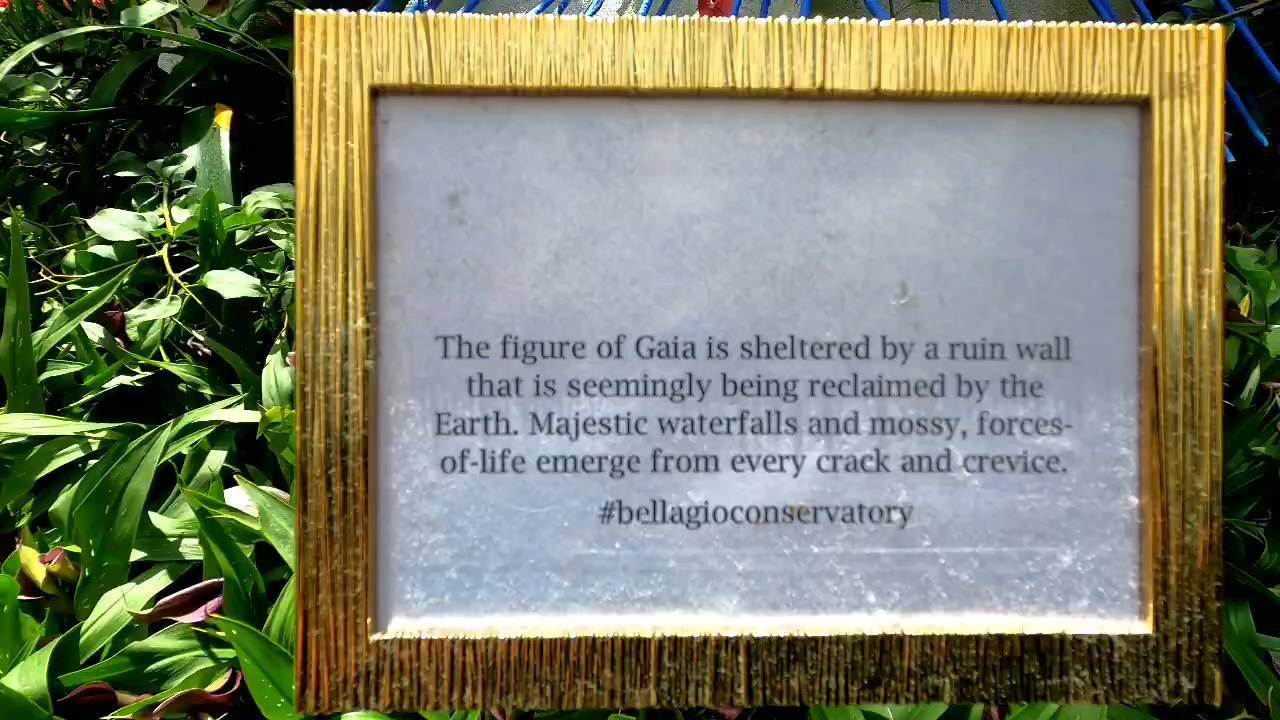 The figure of Gaia is sheltered by a ruin wall
that is seemingly being reclaimed by the
Earth. Majestic waterfalls and mossy, forces-
of-life emerge from every crack and crevice.
#bellagioconservatory